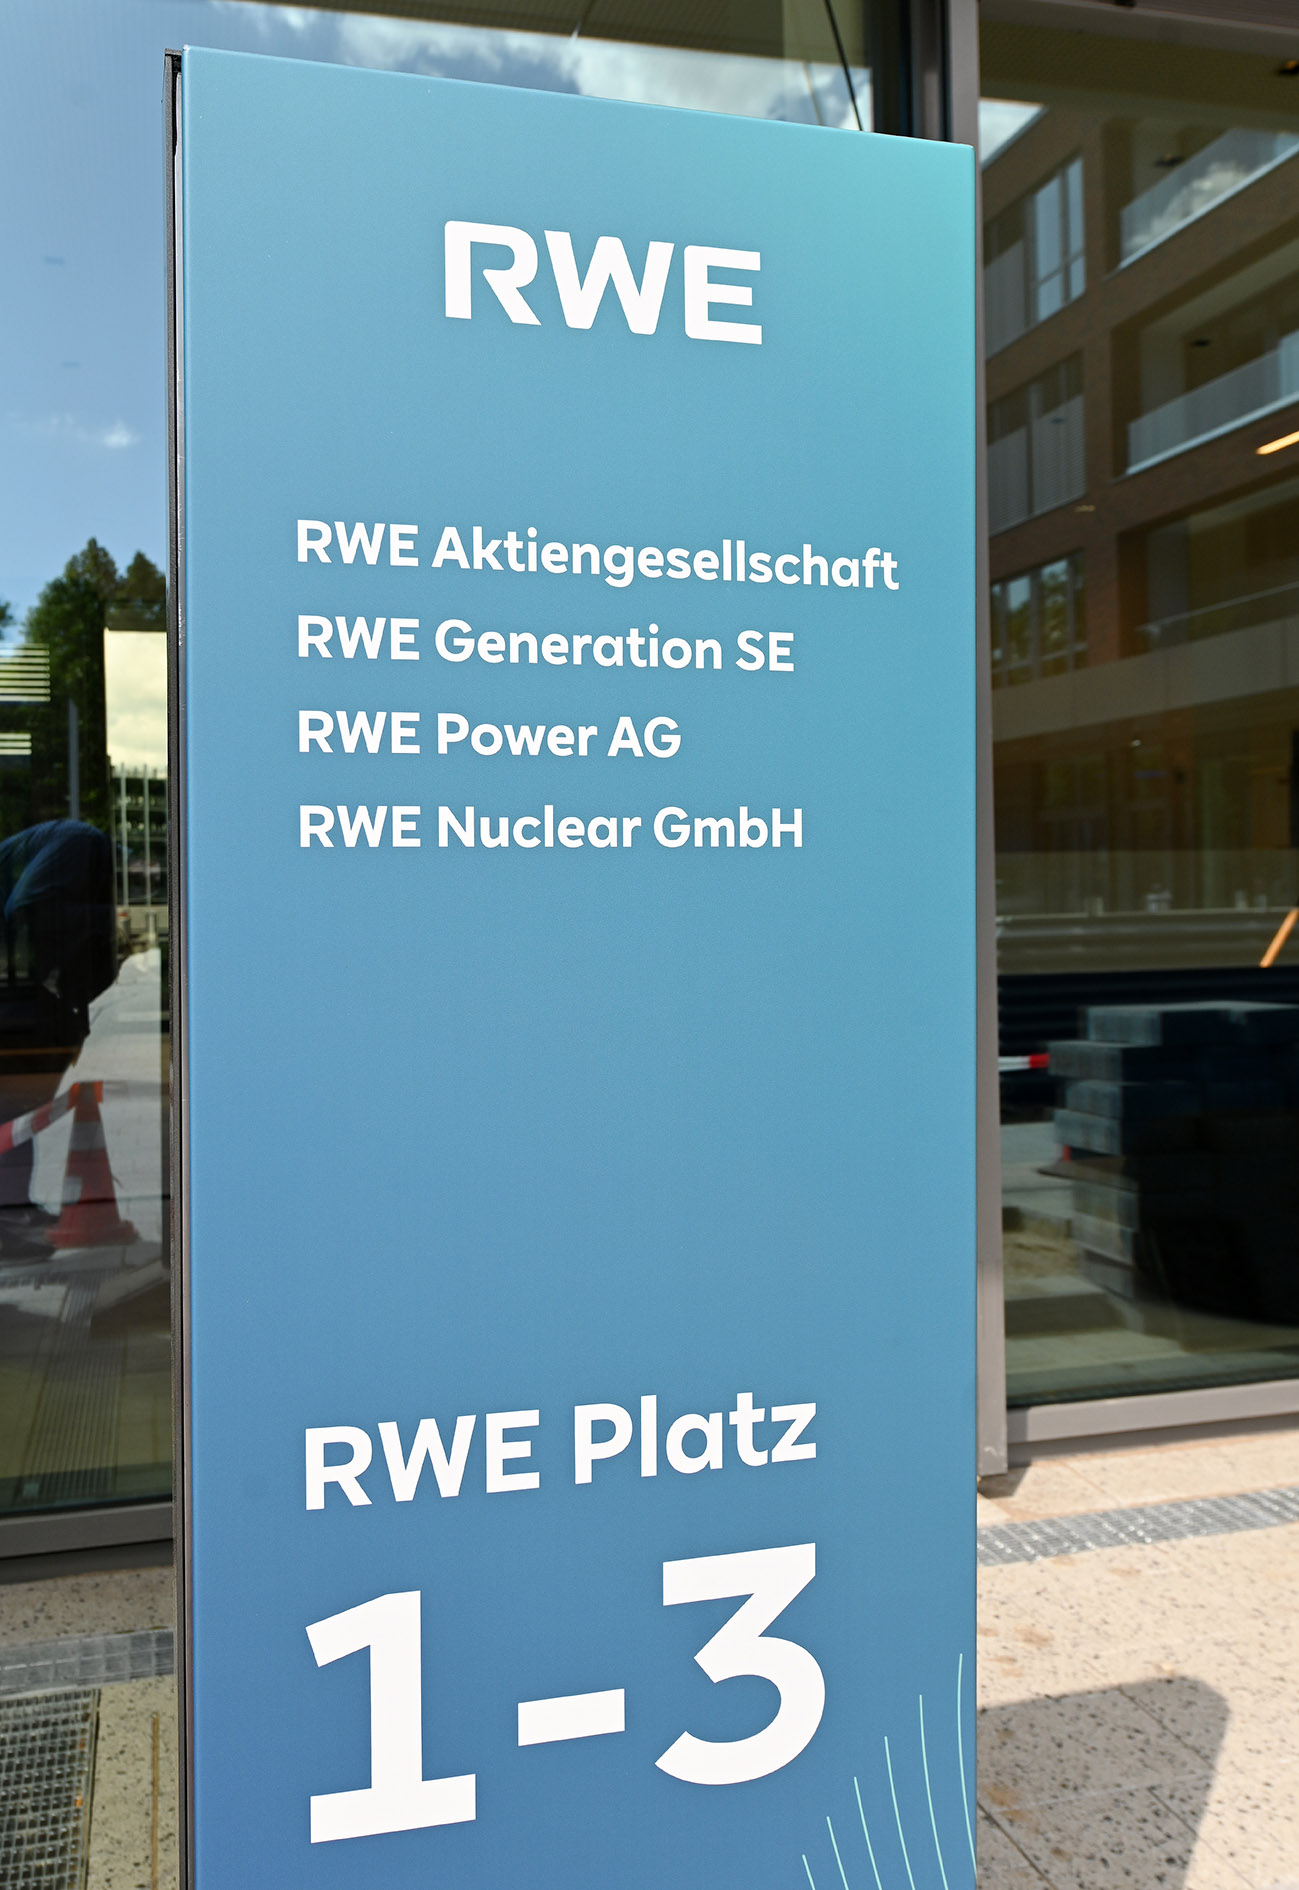 RWE
RWE Aktiengesellschaft
RWE Generation SE
RWE Power AG
RWE Nuclear GmbH
RWE Platz
1-3